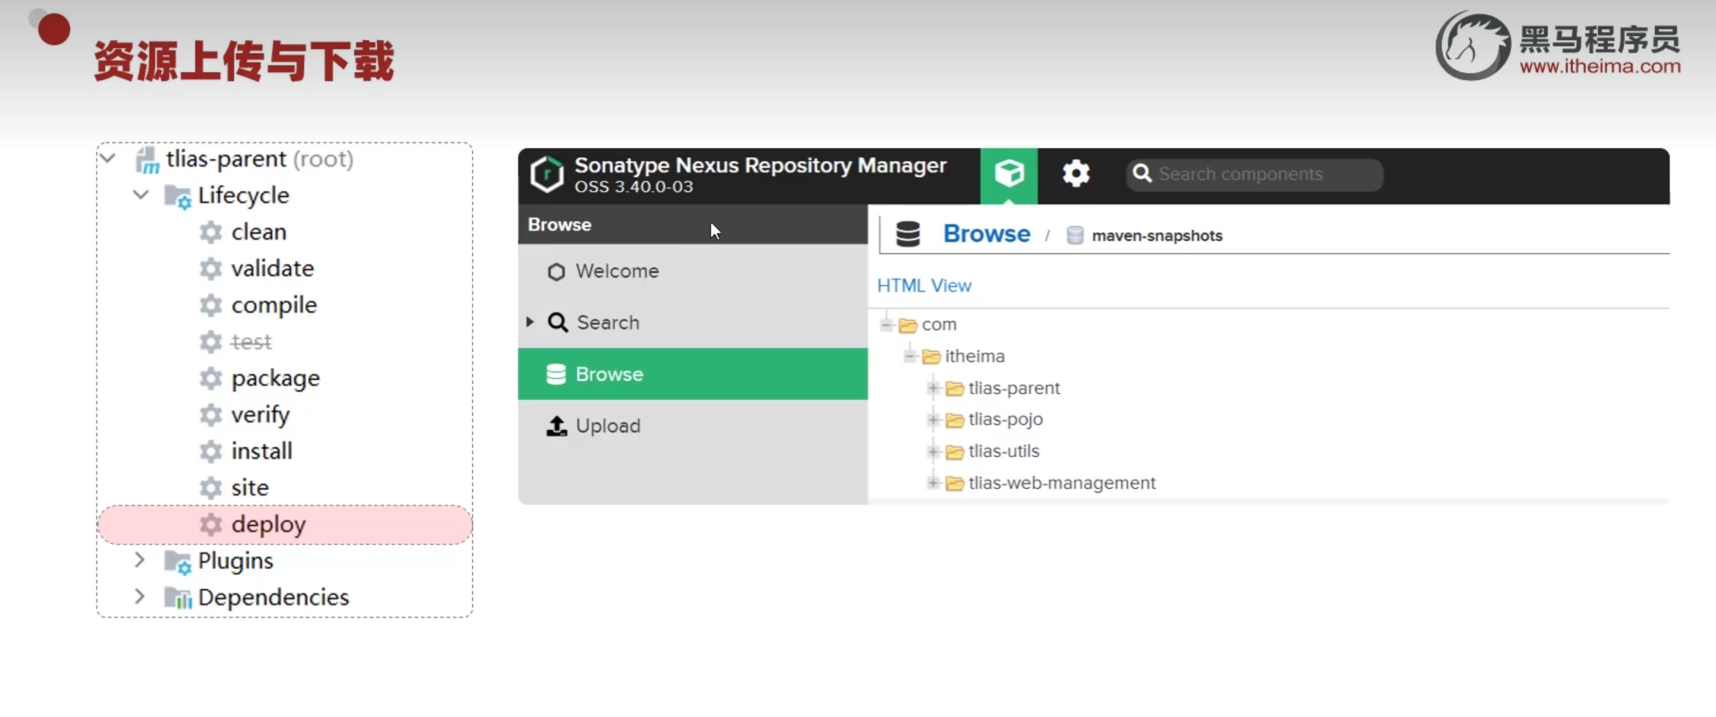 资源上传与下载
黑马程序员
www.itheima.com
tlias-parent (root)
Lifecycle
clean
validate
compile
test
package
verify
install
site
deploy
Plugins
Dependencies
Sonatype Nexus Repository Manager
OSS 3.40.0-03
Search components
Browse
Welcome
Search
Browse
Upload
Browse / maven-snapshots
HTML View
com
itheima
tlias-parent
tlias-pojo
tlias-utils
tlias-web-management